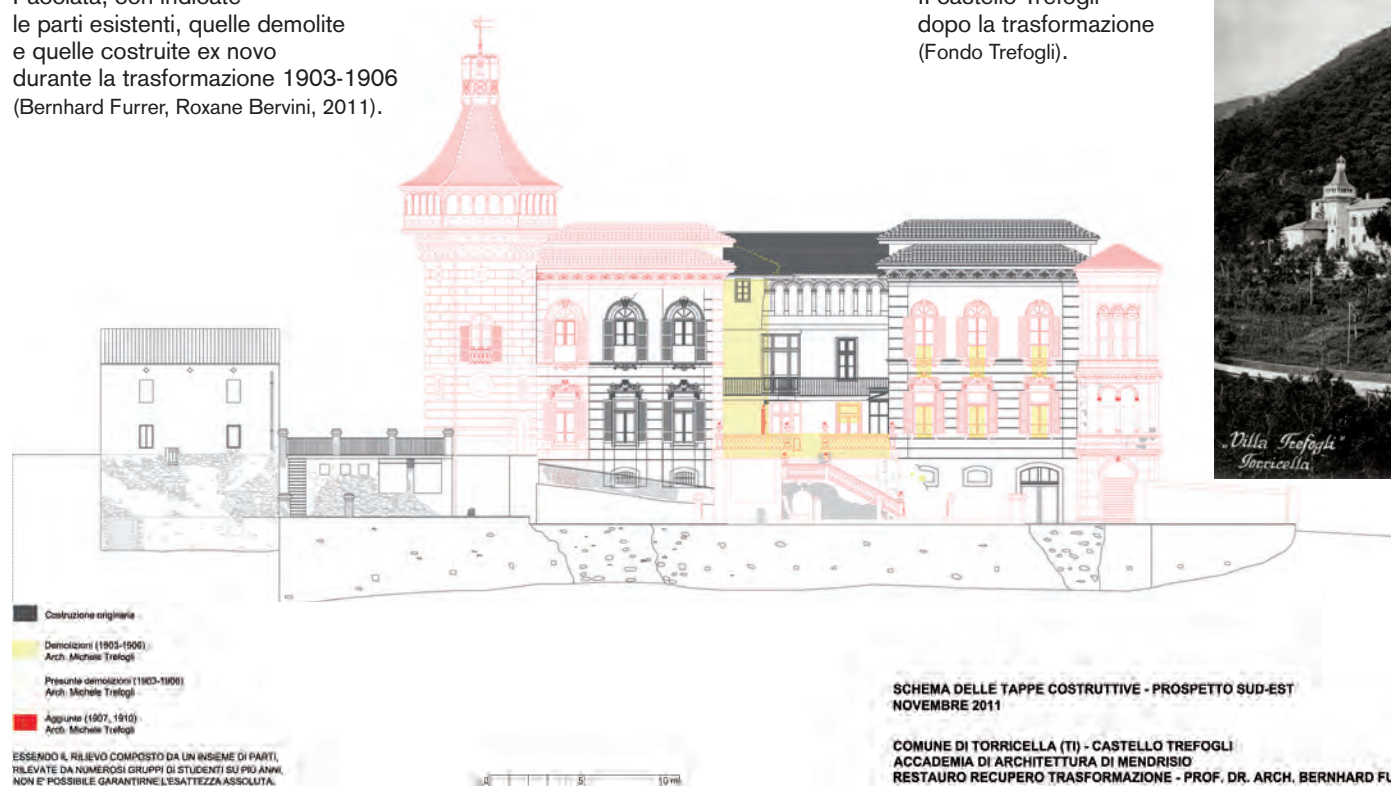 le parti esistenti, quelle demolite
e quelle costruite ex novo
durante la trasformazione 1903-1906
(Bernhard Furrer, Roxane Bervini, 2011).
Il castello Trefogli
dopo la trasformazione
(Fondo Trefogli).
„Villa Trefogli"
Torricella
Costruzione originaria
Demolizioni (1903-1906)
Arch. Michele Trefogli
Presunte demolizioni (1903-1906)
Arch. Michele Trefogli
Aggiunte (1907, 1910)
Arch. Michele Trefogli
ESSENDO IL RILIEVO COMPOSTO DA UN INSIEME DI PARTI,
RILEVATE DA NUMEROSI GRUPPI DI STUDENTI SU PIÙ ANNI,
NON E' POSSIBILE GARANTIRNE L'ESATTEZZA ASSOLUTA.
0 5 10 ml
SCHEMA DELLE TAPPE COSTRUTTIVE - PROSPETTO SUD-EST
NOVEMBRE 2011
COMUNE DI TORRICELLA (TI) - CASTELLO TREFOGLI
ACCADEMIA DI ARCHITETTURA DI MENDRISIO
RESTAURO RECUPERO TRASFORMAZIONE - PROF. DR. ARCH. BERNHARD FU